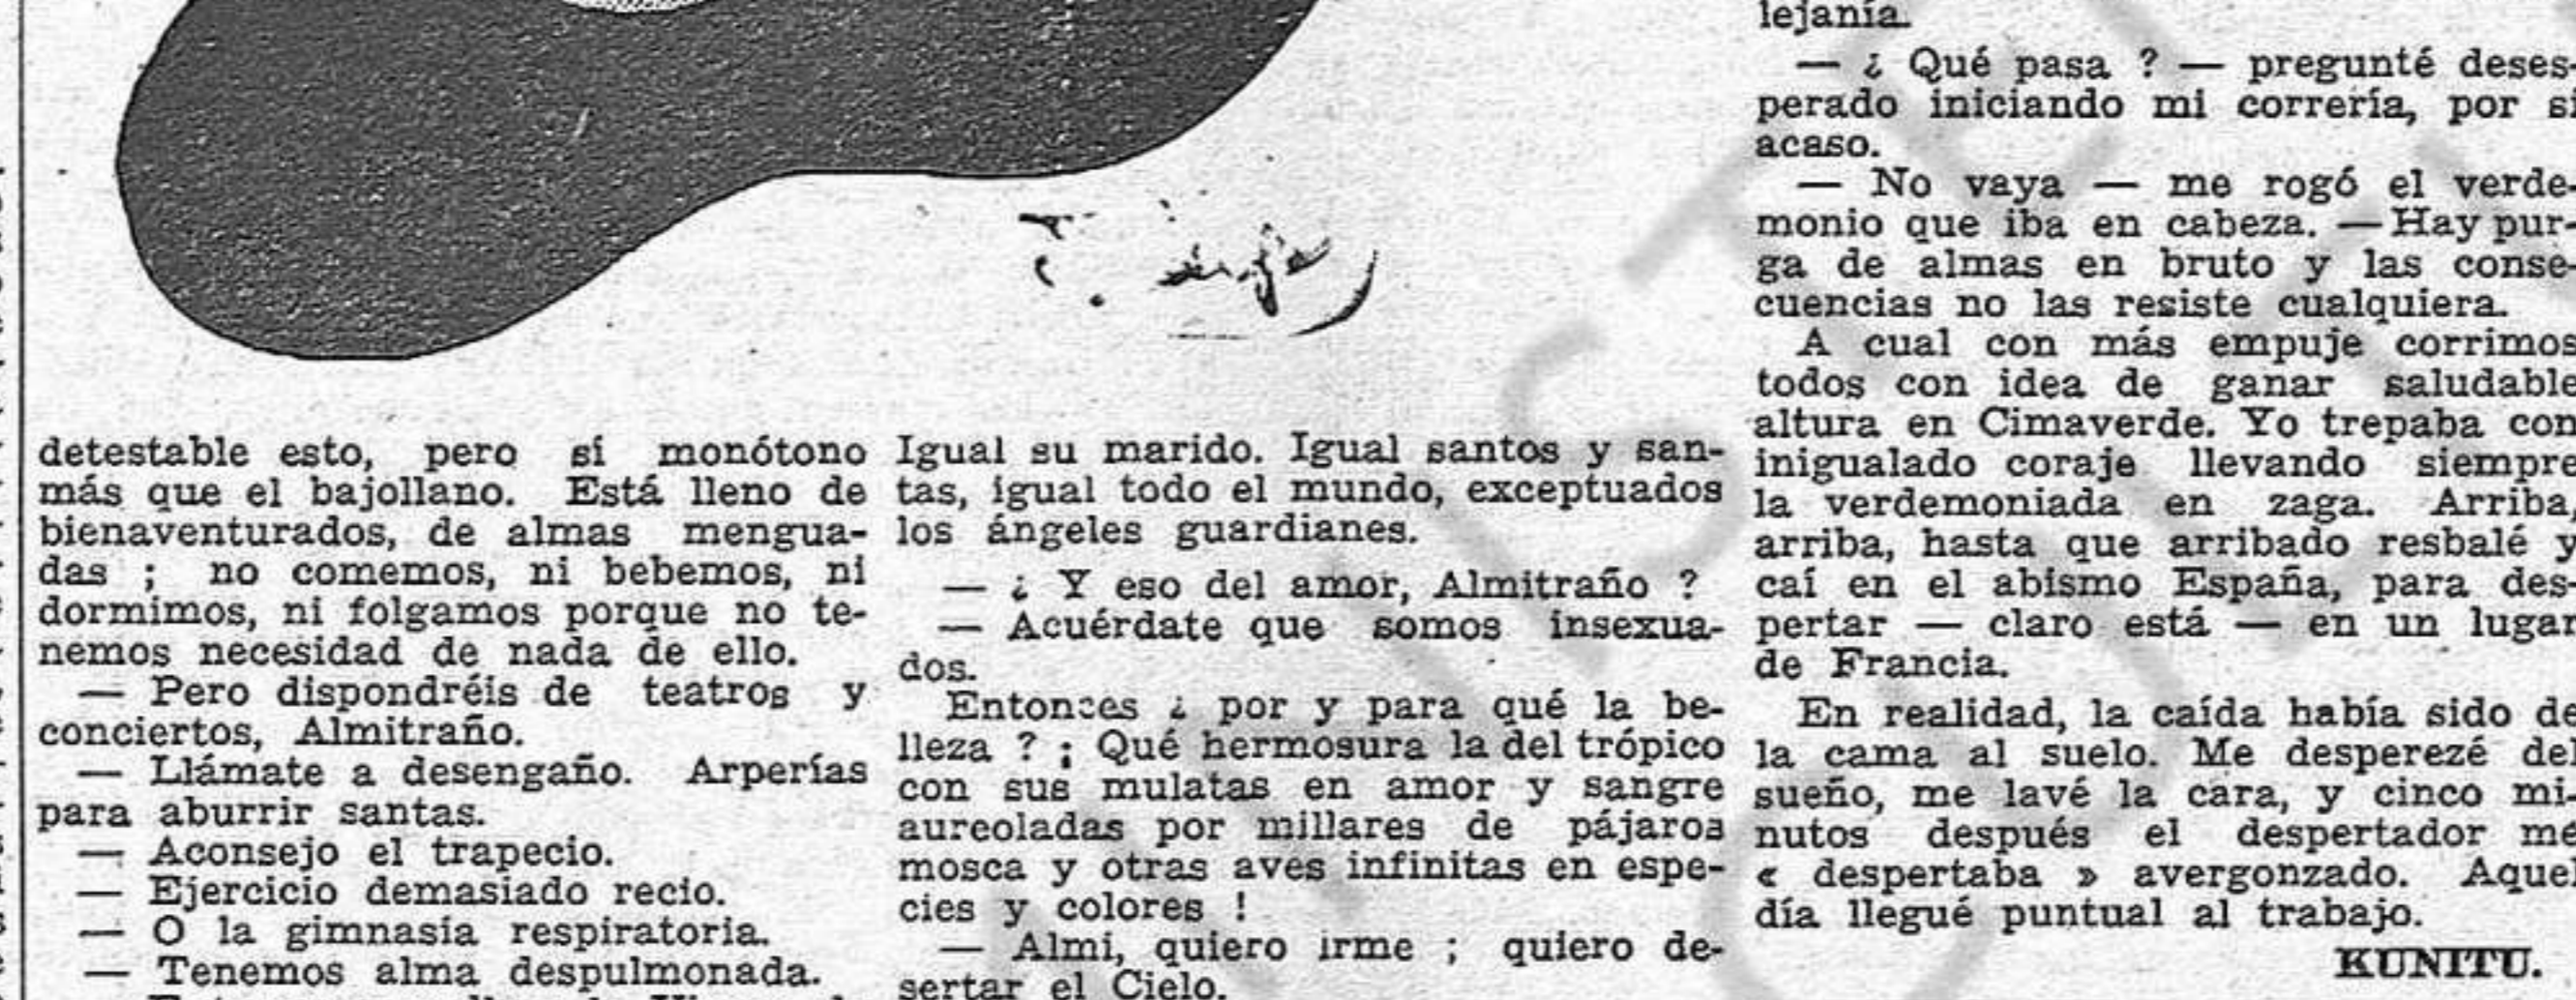 detestable esto, pero sí monótono
más que el bajollano. Está lleno de
bienaventurados, de almas mengua-
das ; no comemos, ni bebemos, ni
dormimos, ni folgamos porque no te-
nemos necesidad de nada de ello.
— Pero dispondréis de teatros y
conciertos, Almitraño.
— Llámate a desengaño. Arperías
para aburrir santas.
— Aconsejo el trapecio.
— Ejercicio demasiado recio.
— O la gimnasia respiratoria.
— Tenemos alma despulmonada.
Igual su marido. Igual santos y san-
tas, igual todo el mundo, exceptuados
los ángeles guardianes.
— ¿ Y eso del amor, Almitraño ?
— Acuérdate que somos insexua-
dos.
Entonces ¿ por y para qué la be-
lleza ? ¡ Qué hermosura la del trópico
con sus mulatas en amor y sangre
aureoladas por millares de pájaros
mosca y otras aves infinitas en espe-
cies y colores !
— Almi, quiero irme ; quiero de-
sertar el Cielo.
lejanía.
— ¿ Qué pasa ? — pregunté deses-
perado iniciando mi correría, por si
acaso.
— No vaya — me rogó el verde-
monio que iba en cabeza. — Hay pur-
ga de almas en bruto y las conse-
cuencias no las resiste cualquiera.
A cual con más empuje corrimos
todos con idea de ganar saludable
altura en Cimaverde. Yo trepaba con
inigualado coraje llevando siempre
la verdemoniada en zaga. Arriba,
arriba, hasta que arribado resbalé y
caí en el abismo España, para des-
pertar — claro está — en un lugar
de Francia.
En realidad, la caída había sido de
la cama al suelo. Me desperezé del
sueño, me lavé la cara, y cinco mi-
nutos después el despertador me
« despertaba » avergonzado. Aquel
día llegué puntual al trabajo.
KUNITU.